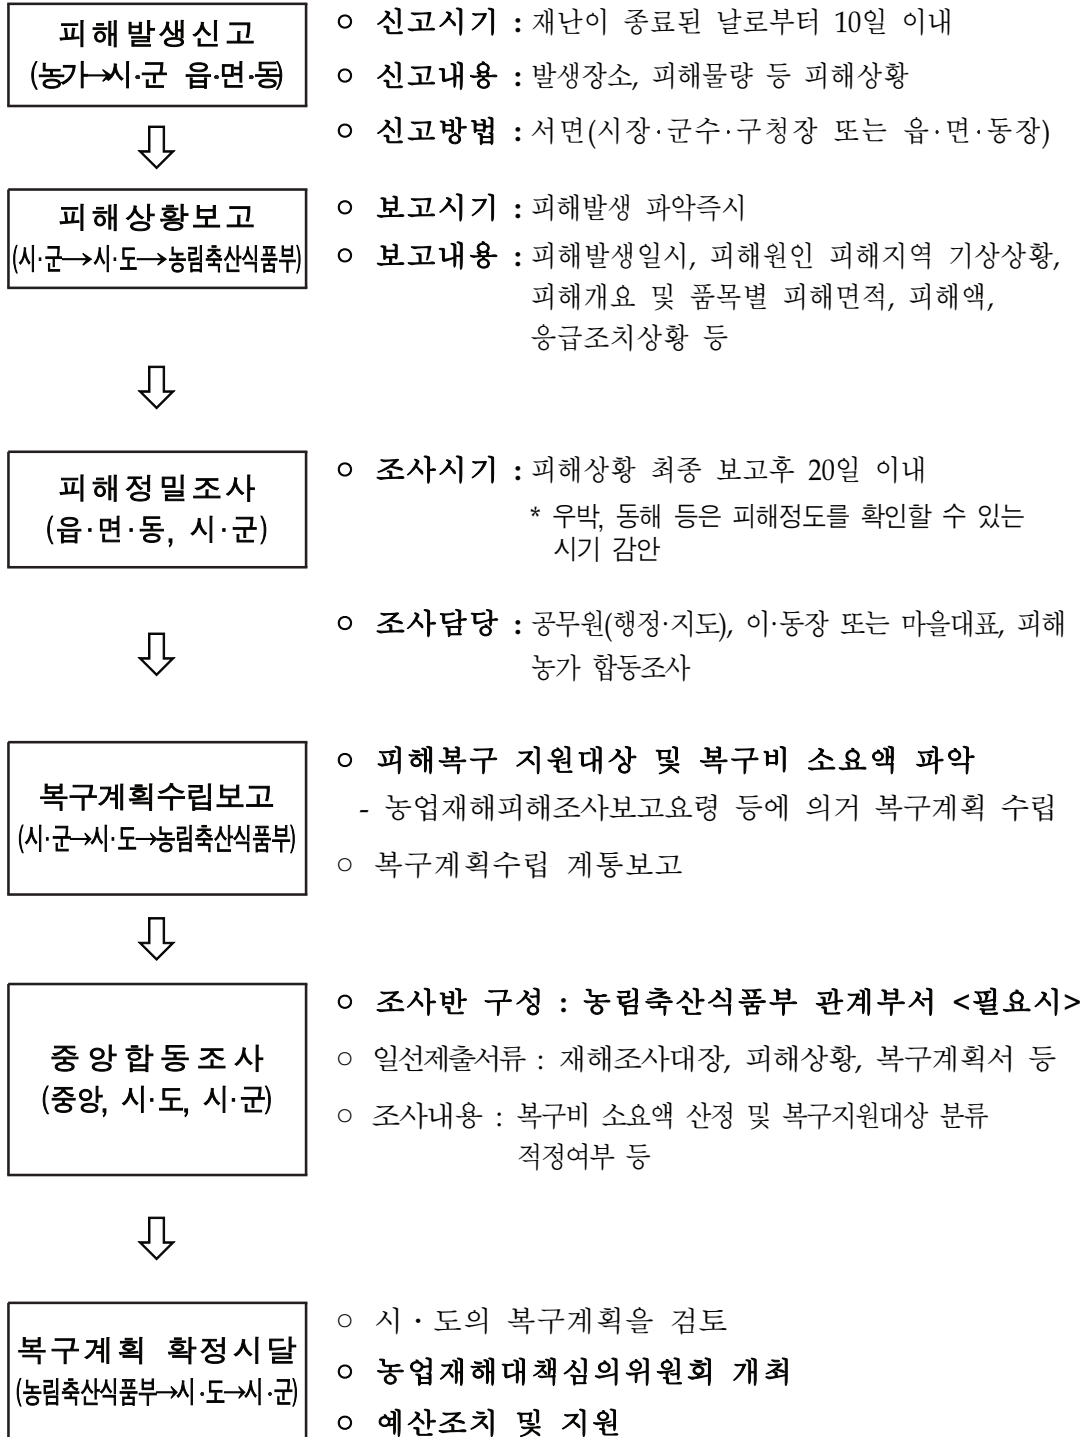 피해발생신고
(농가→시·군 읍·면·동)
ㅇ 신고시기 : 재난이 종료된 날로부터 10일 이내
ㅇ 신고내용 : 발생장소, 피해물량 등 피해상황
ㅇ 신고방법 : 서면(시장·군수·구청장 또는 읍·면·동장)
피해상황보고
(시·군→시·도→농림축산식품부)
ㅇ 보고시기 : 피해발생 파악즉시
ㅇ 보고내용 : 피해발생일시, 피해원인 피해지역 기상상황,
피해개요 및 품목별 피해면적, 피해액,
응급조치상황 등
피해정밀조사
(읍·면·동, 시·군)
ㅇ 조사시기 : 피해상황 최종 보고후 20일 이내
* 우박, 동해 등은 피해정도를 확인할 수 있는
시기 감안
ㅇ 조사담당 : 공무원(행정·지도), 이·동장 또는 마을대표, 피해
농가 합동조사
복구계획수립보고
(시·군→시·도→농림축산식품부)
ㅇ 피해복구 지원대상 및 복구비 소요액 파악
- 농업재해피해조사보고요령 등에 의거 복구계획 수립
ㅇ 복구계획수립 계통보고
중앙합동조사
(중앙, 시·도, 시·군)
ㅇ 조사반 구성 : 농림축산식품부 관계부서 <필요시>
ㅇ 일선제출서류 : 재해조사대장, 피해상황, 복구계획서 등
ㅇ 조사내용 : 복구비 소요액 산정 및 복구지원대상 분류
적정여부 등
복구계획 확정시달
(농림축산식품부→시·도→시·군)
ㅇ 시·도의 복구계획을 검토
ㅇ 농업재해대책심의위원회 개최
ㅇ 예산조치 및 지원